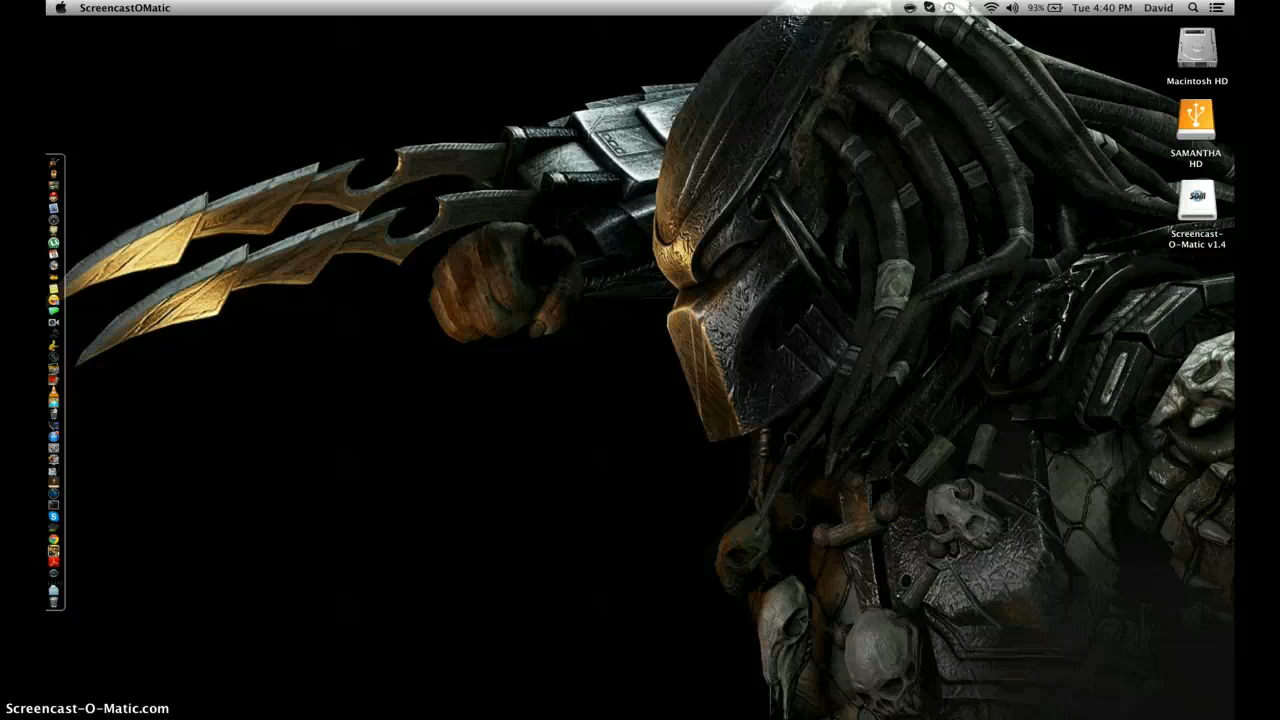 ScreencastOMatic
93%
Tue 4:40 PM
David
Macintosh HD
SAMANTHA
HD
Screencast-
O-Matic v1.4
Screencast-O-Matic.com